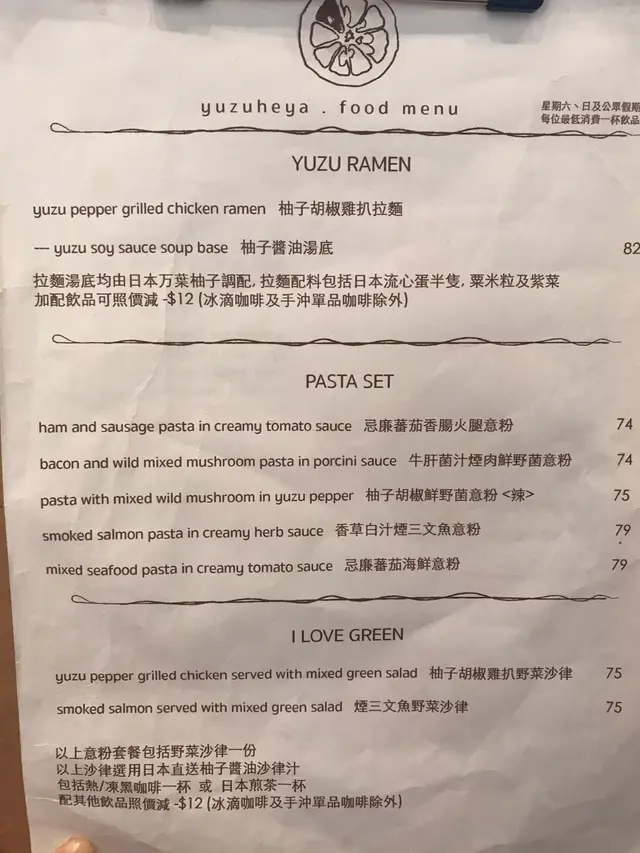 yuzuheya . food menu
星期六、日及公眾假期
每位最低消費一杯飲品
YUZU RAMEN
yuzu pepper grilled chicken ramen 柚子胡椒雞扒拉麵
--- yuzu soy sauce soup base 柚子醬油湯底 82
拉麵湯底均由日本万葉柚子調配, 拉麵配料包括日本流心蛋半隻, 粟米粒及紫菜
加配飲品可照價減 -$12 (冰滴咖啡及手沖單品咖啡除外)
PASTA SET
ham and sausage pasta in creamy tomato sauce 忌廉蕃茄香腸火腿意粉 74
bacon and wild mixed mushroom pasta in porcini sauce 牛肝菌汁煙肉鮮野菌意粉 74
pasta with mixed wild mushroom in yuzu pepper 柚子胡椒鮮野菌意粉 <辣> 75
smoked salmon pasta in creamy herb sauce 香草白汁煙三文魚意粉 79
mixed seafood pasta in creamy tomato sauce 忌廉蕃茄海鮮意粉 79
I LOVE GREEN
yuzu pepper grilled chicken served with mixed green salad 柚子胡椒雞扒野菜沙律 75
smoked salmon served with mixed green salad 煙三文魚野菜沙律 75
以上意粉套餐包括野菜沙律一份
以上沙律選用日本直送柚子醬油沙律汁
包括熱/凍黑咖啡一杯 或 日本煎茶一杯
配其他飲品照價減 -$12 (冰滴咖啡及手沖單品咖啡除外)